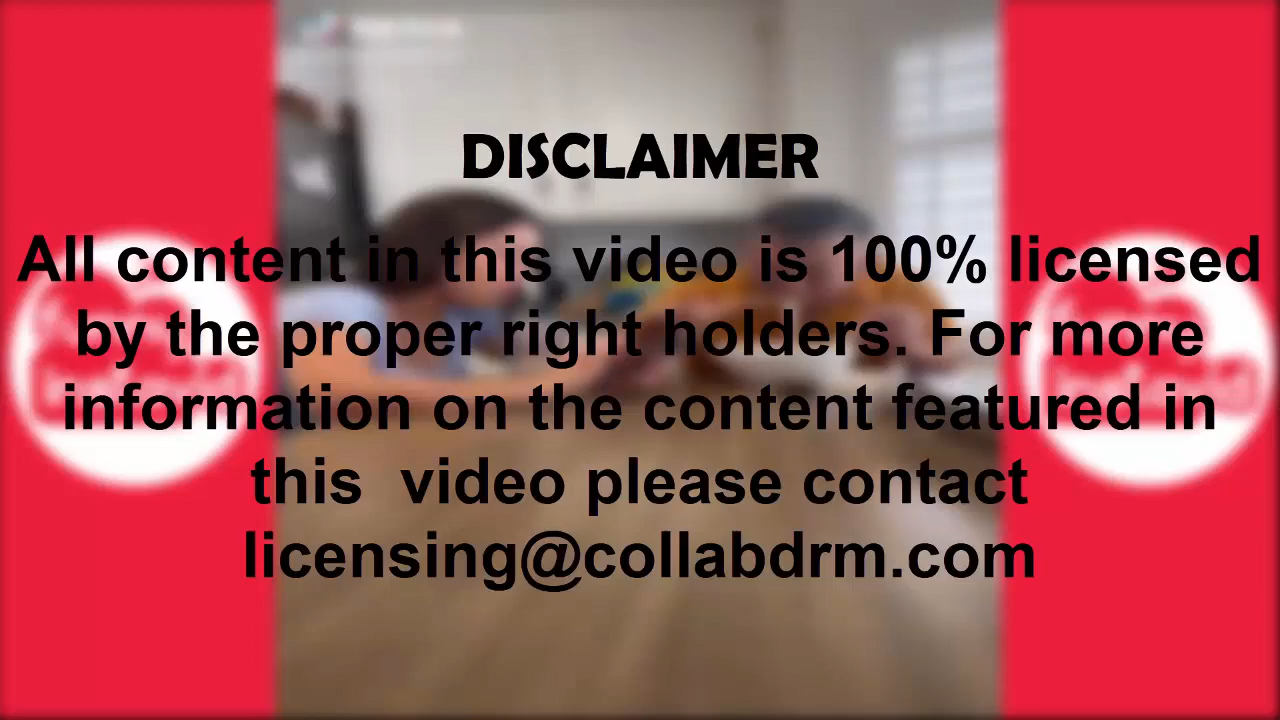 DISCLAIMER
All content in this video is 100% licensed
by the proper right holders. For more
information on the content featured in
this  video please contact
licensing@collabdrm.com